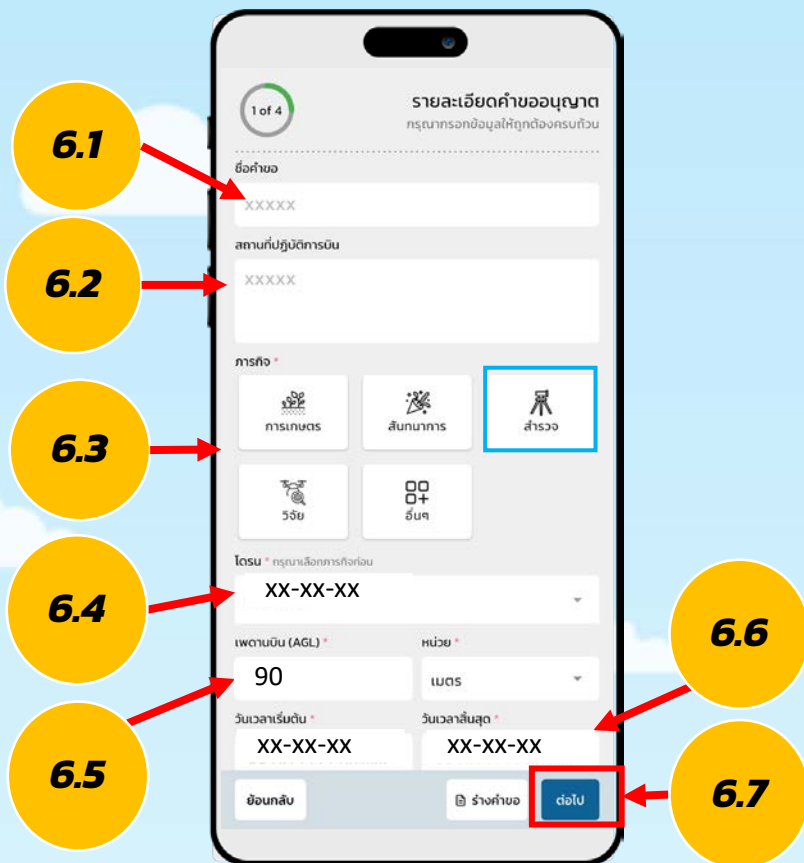 1 of 4
รายละเอียดคำขออนุญาต
กรุณากรอกข้อมูลให้ถูกต้องครบถ้วน
6.1
ชื่อคำขอ
xxxxx
สถานที่ปฏิบัติการบิน
6.2
xxxxx
ภารกิจ *
การเกษตร
สันทนาการ
สำรวจ
6.3
วิจัย
อื่นๆ
โดรน * กรุณาเลือกภารกิจก่อน
6.4
xx-xx-xx
เพดานบิน (AGL) *
หน่วย *
6.6
90
เมตร
วันเวลาเริ่มต้น *
วันเวลาสิ้นสุด *
6.5
xx-xx-xx
xx-xx-xx
ย้อนกลับ
ร่างคำขอ
ต่อไป
6.7